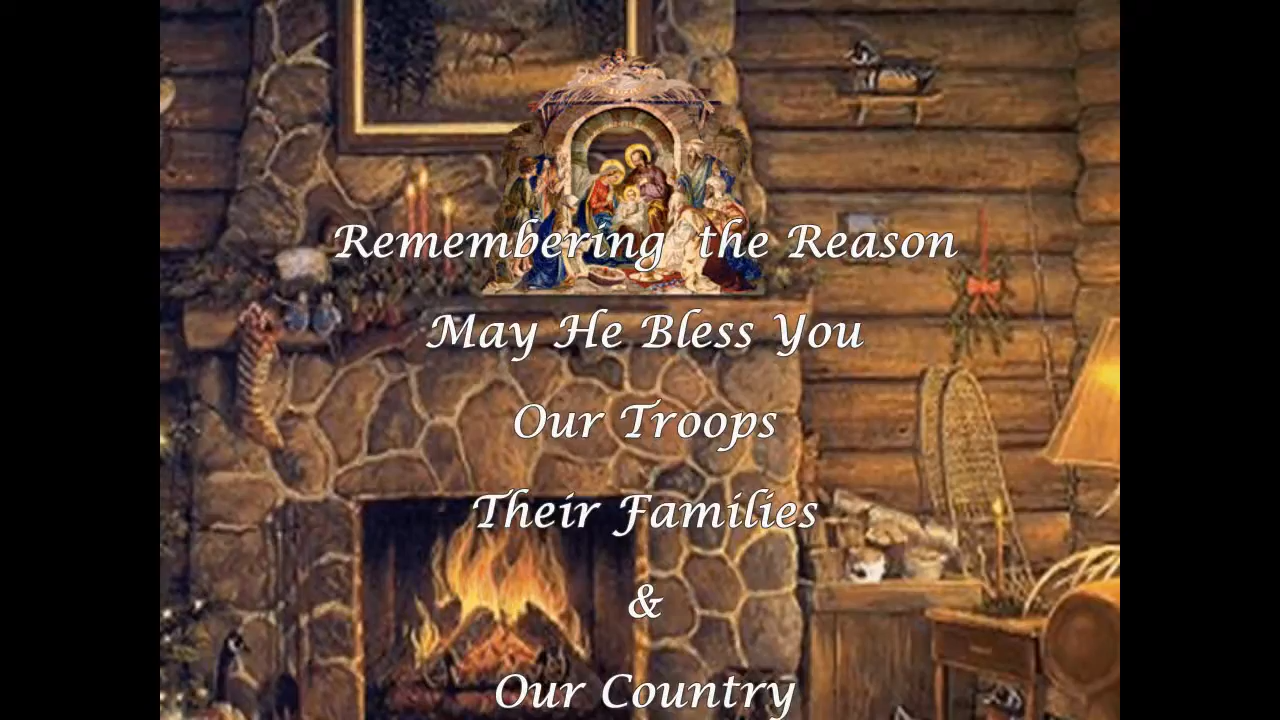 Remembering the Reason
May He Bless You
Our Troops
Their Families
&
Our Country